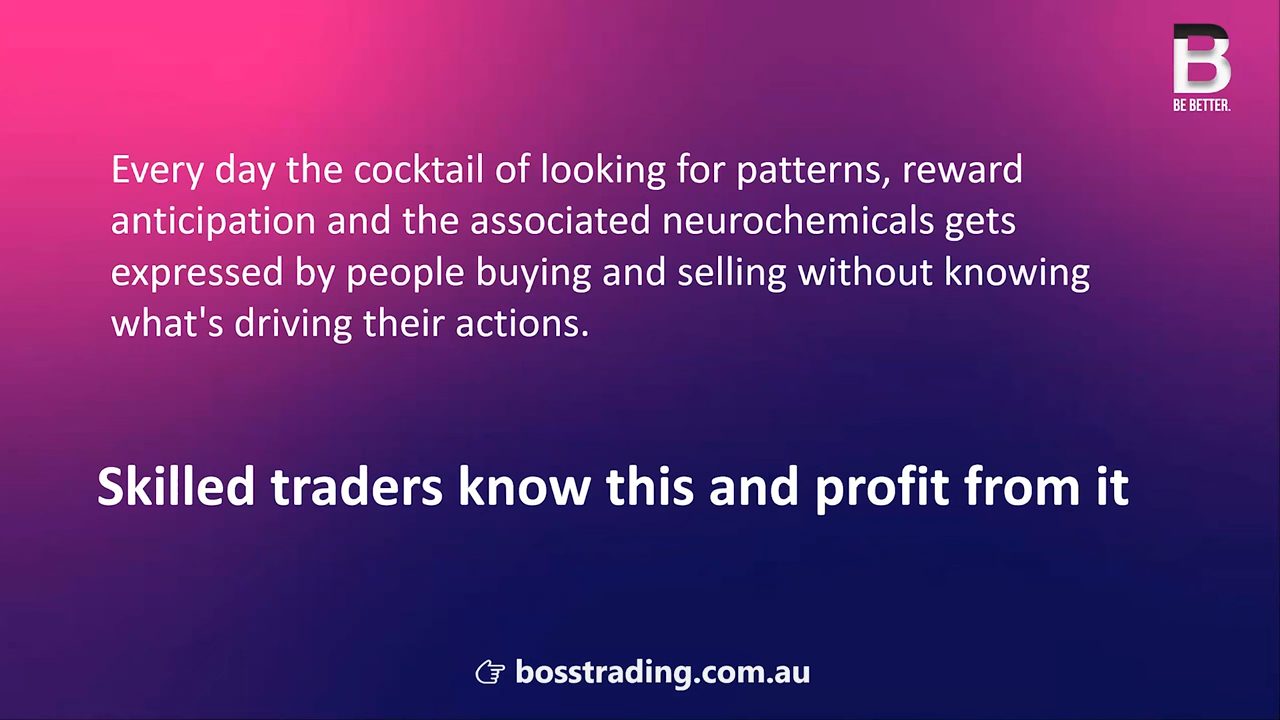 B
BE BETTER.
Every day the cocktail of looking for patterns, reward
anticipation and the associated neurochemicals gets
expressed by people buying and selling without knowing
what's driving their actions.
Skilled traders know this and profit from it
bosstrading.com.au